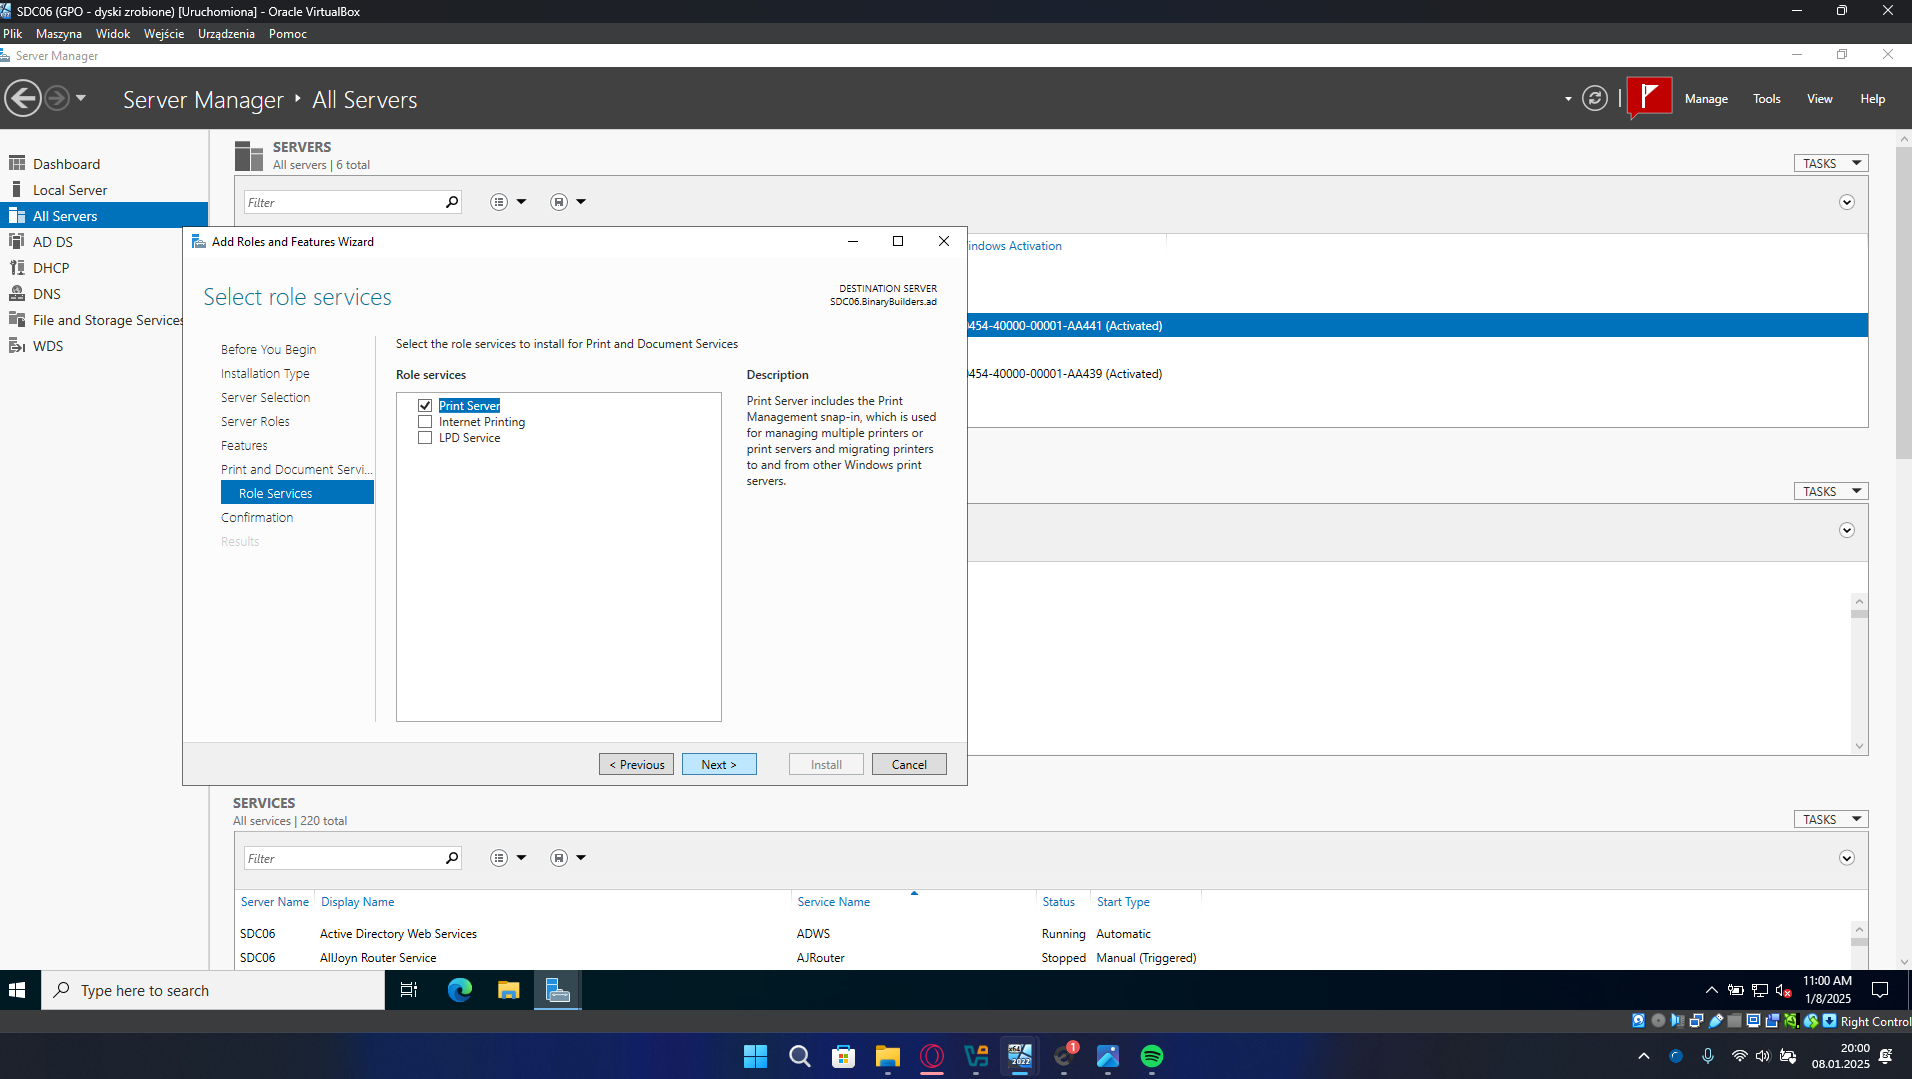 SDC06 (GPO - dyski zrobione) [Uruchomiona] - Oracle VirtualBox
Plik Maszyna Widok Wejście Urządzenia Pomoc
Server Manager
Server Manager ‣ All Servers
Manage Tools View Help
Dashboard
Local Server
All Servers
AD DS
DHCP
DNS
File and Storage Services
WDS
SERVERS
All servers | 6 total
TASKS
Filter
indows Activation
454-40000-00001-AA441 (Activated)
454-40000-00001-AA439 (Activated)
TASKS
Add Roles and Features Wizard
Select role services
DESTINATION SERVER
SDC06.BinaryBuilders.ad
Before You Begin
Installation Type
Server Selection
Server Roles
Features
Print and Document Servi...
Role Services
Confirmation
Results
Select the role services to install for Print and Document Services
Role services
Print Server
Internet Printing
LPD Service
Description
Print Server includes the Print
Management snap-in, which is used
for managing multiple printers or
print servers and migrating printers
to and from other Windows print
servers.
< Previous Next > Install Cancel
SERVICES
All services | 220 total
TASKS
Filter
Server Name Display Name Service Name Status Start Type
SDC06 Active Directory Web Services ADWS Running Automatic
SDC06 AllJoyn Router Service AJRouter Stopped Manual (Triggered)
Type here to search
11:00 AM
1/8/2025
Right Control
x64
2022
1
20:00
08.01.2025